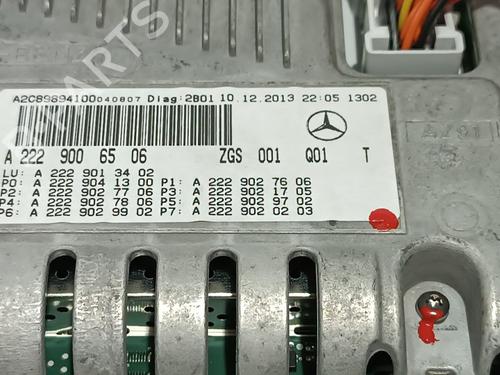 A2C89894100040807 Diag:2B01 10.12.2013 22:05 1302
A 222 900 65 06 ZGS 001 Q01 T
LU: A 222 901 34 02
P0: A 222 904 13 00 P1: A 222 902 76 06
P2: A 222 902 77 06 P3: A 222 902 17 05
P4: A 222 902 78 06 P5: A 222 902 97 02
P6: A 222 902 99 02 P7: A 222 902 02 03